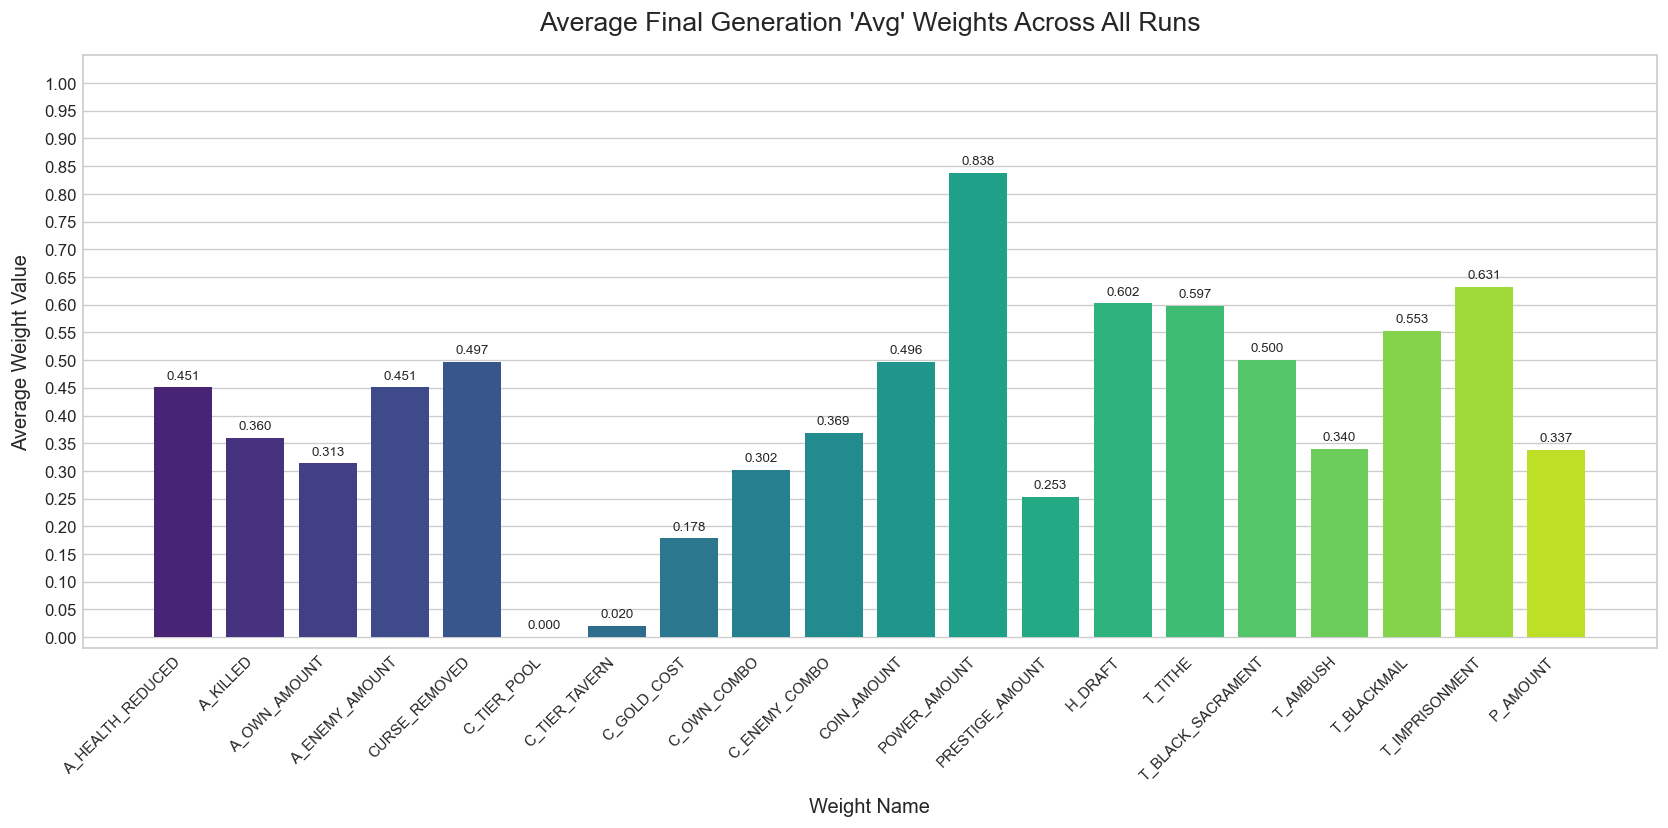 Average Final Generation 'Avg' Weights Across All Runs
Average Weight Value
1.00
0.95
0.90
0.85
0.80
0.75
0.70
0.65
0.60
0.55
0.50
0.45
0.40
0.35
0.30
0.25
0.20
0.15
0.10
0.05
0.00
0.451
0.360
0.313
0.451
0.497
0.000
0.020
0.178
0.302
0.369
0.496
0.838
0.253
0.602
0.597
0.500
0.340
0.553
0.631
0.337
A_HEALTH_REDUCED
A_KILLED
A_OWN_AMOUNT
A_ENEMY_AMOUNT
CURSE_REMOVED
C_TIER_POOL
C_TIER_TAVERN
C_GOLD_COST
C_OWN_COMBO
C_ENEMY_COMBO
COIN_AMOUNT
POWER_AMOUNT
PRESTIGE_AMOUNT
H_DRAFT
T_TITHE
T_BLACK_SACRAMENT
T_AMBUSH
T_BLACKMAIL
T_IMPRISONMENT
P_AMOUNT
Weight Name